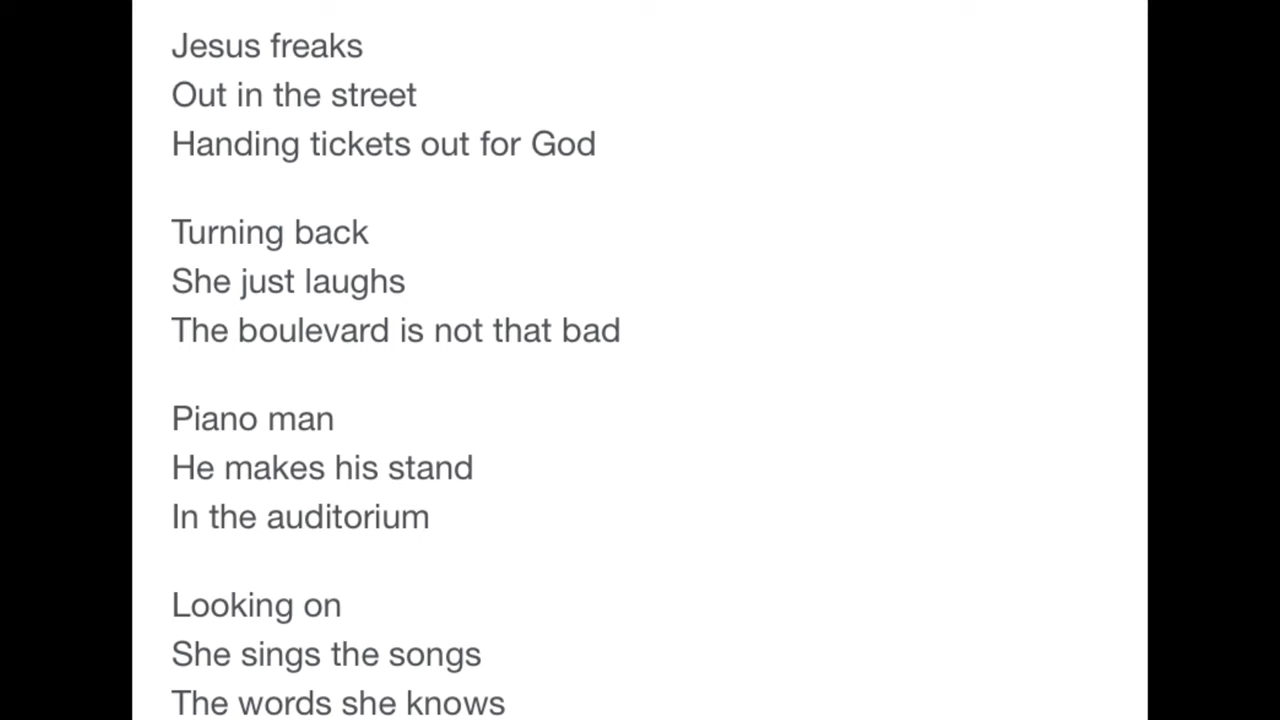 Jesus freaks
Out in the street
Handing tickets out for God
Turning back
She just laughs
The boulevard is not that bad
Piano man
He makes his stand
In the auditorium
Looking on
She sings the songs
The words she knows